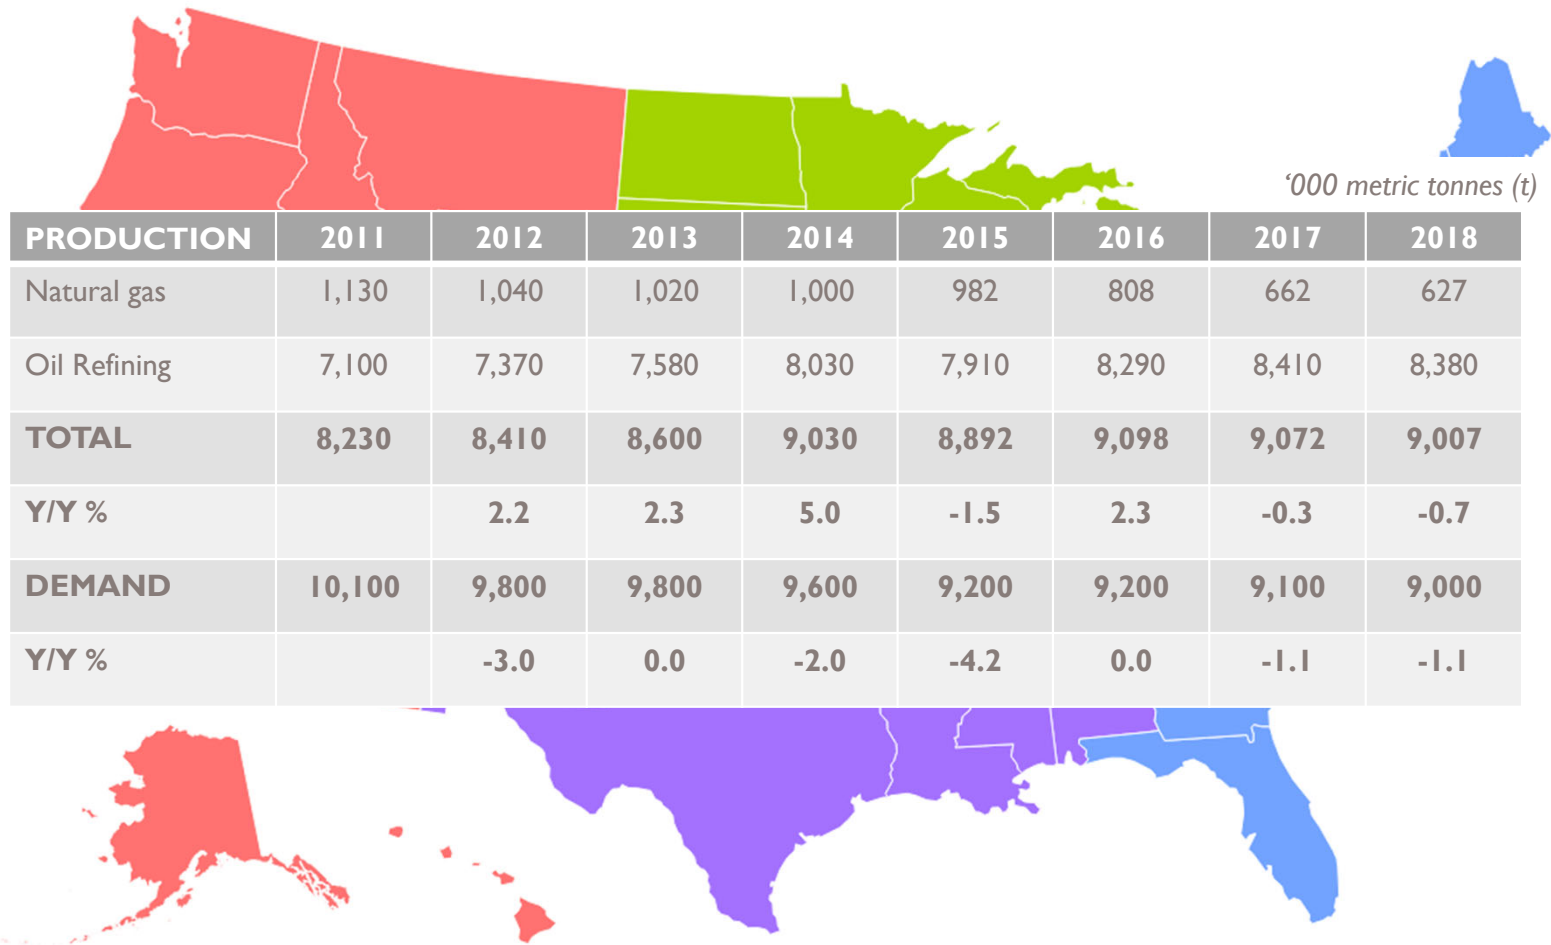 ‘000 metric tonnes (t)
PRODUCTION 2011 2012 2013 2014 2015 2016 2017 2018
Natural gas 1,130 1,040 1,020 1,000 982 808 662 627
Oil Refining 7,100 7,370 7,580 8,030 7,910 8,290 8,410 8,380
TOTAL 8,230 8,410 8,600 9,030 8,892 9,098 9,072 9,007
Y/Y % 2.2 2.3 5.0 -1.5 2.3 -0.3 -0.7
DEMAND 10,100 9,800 9,800 9,600 9,200 9,200 9,100 9,000
Y/Y % -3.0 0.0 -2.0 -4.2 0.0 -1.1 -1.1